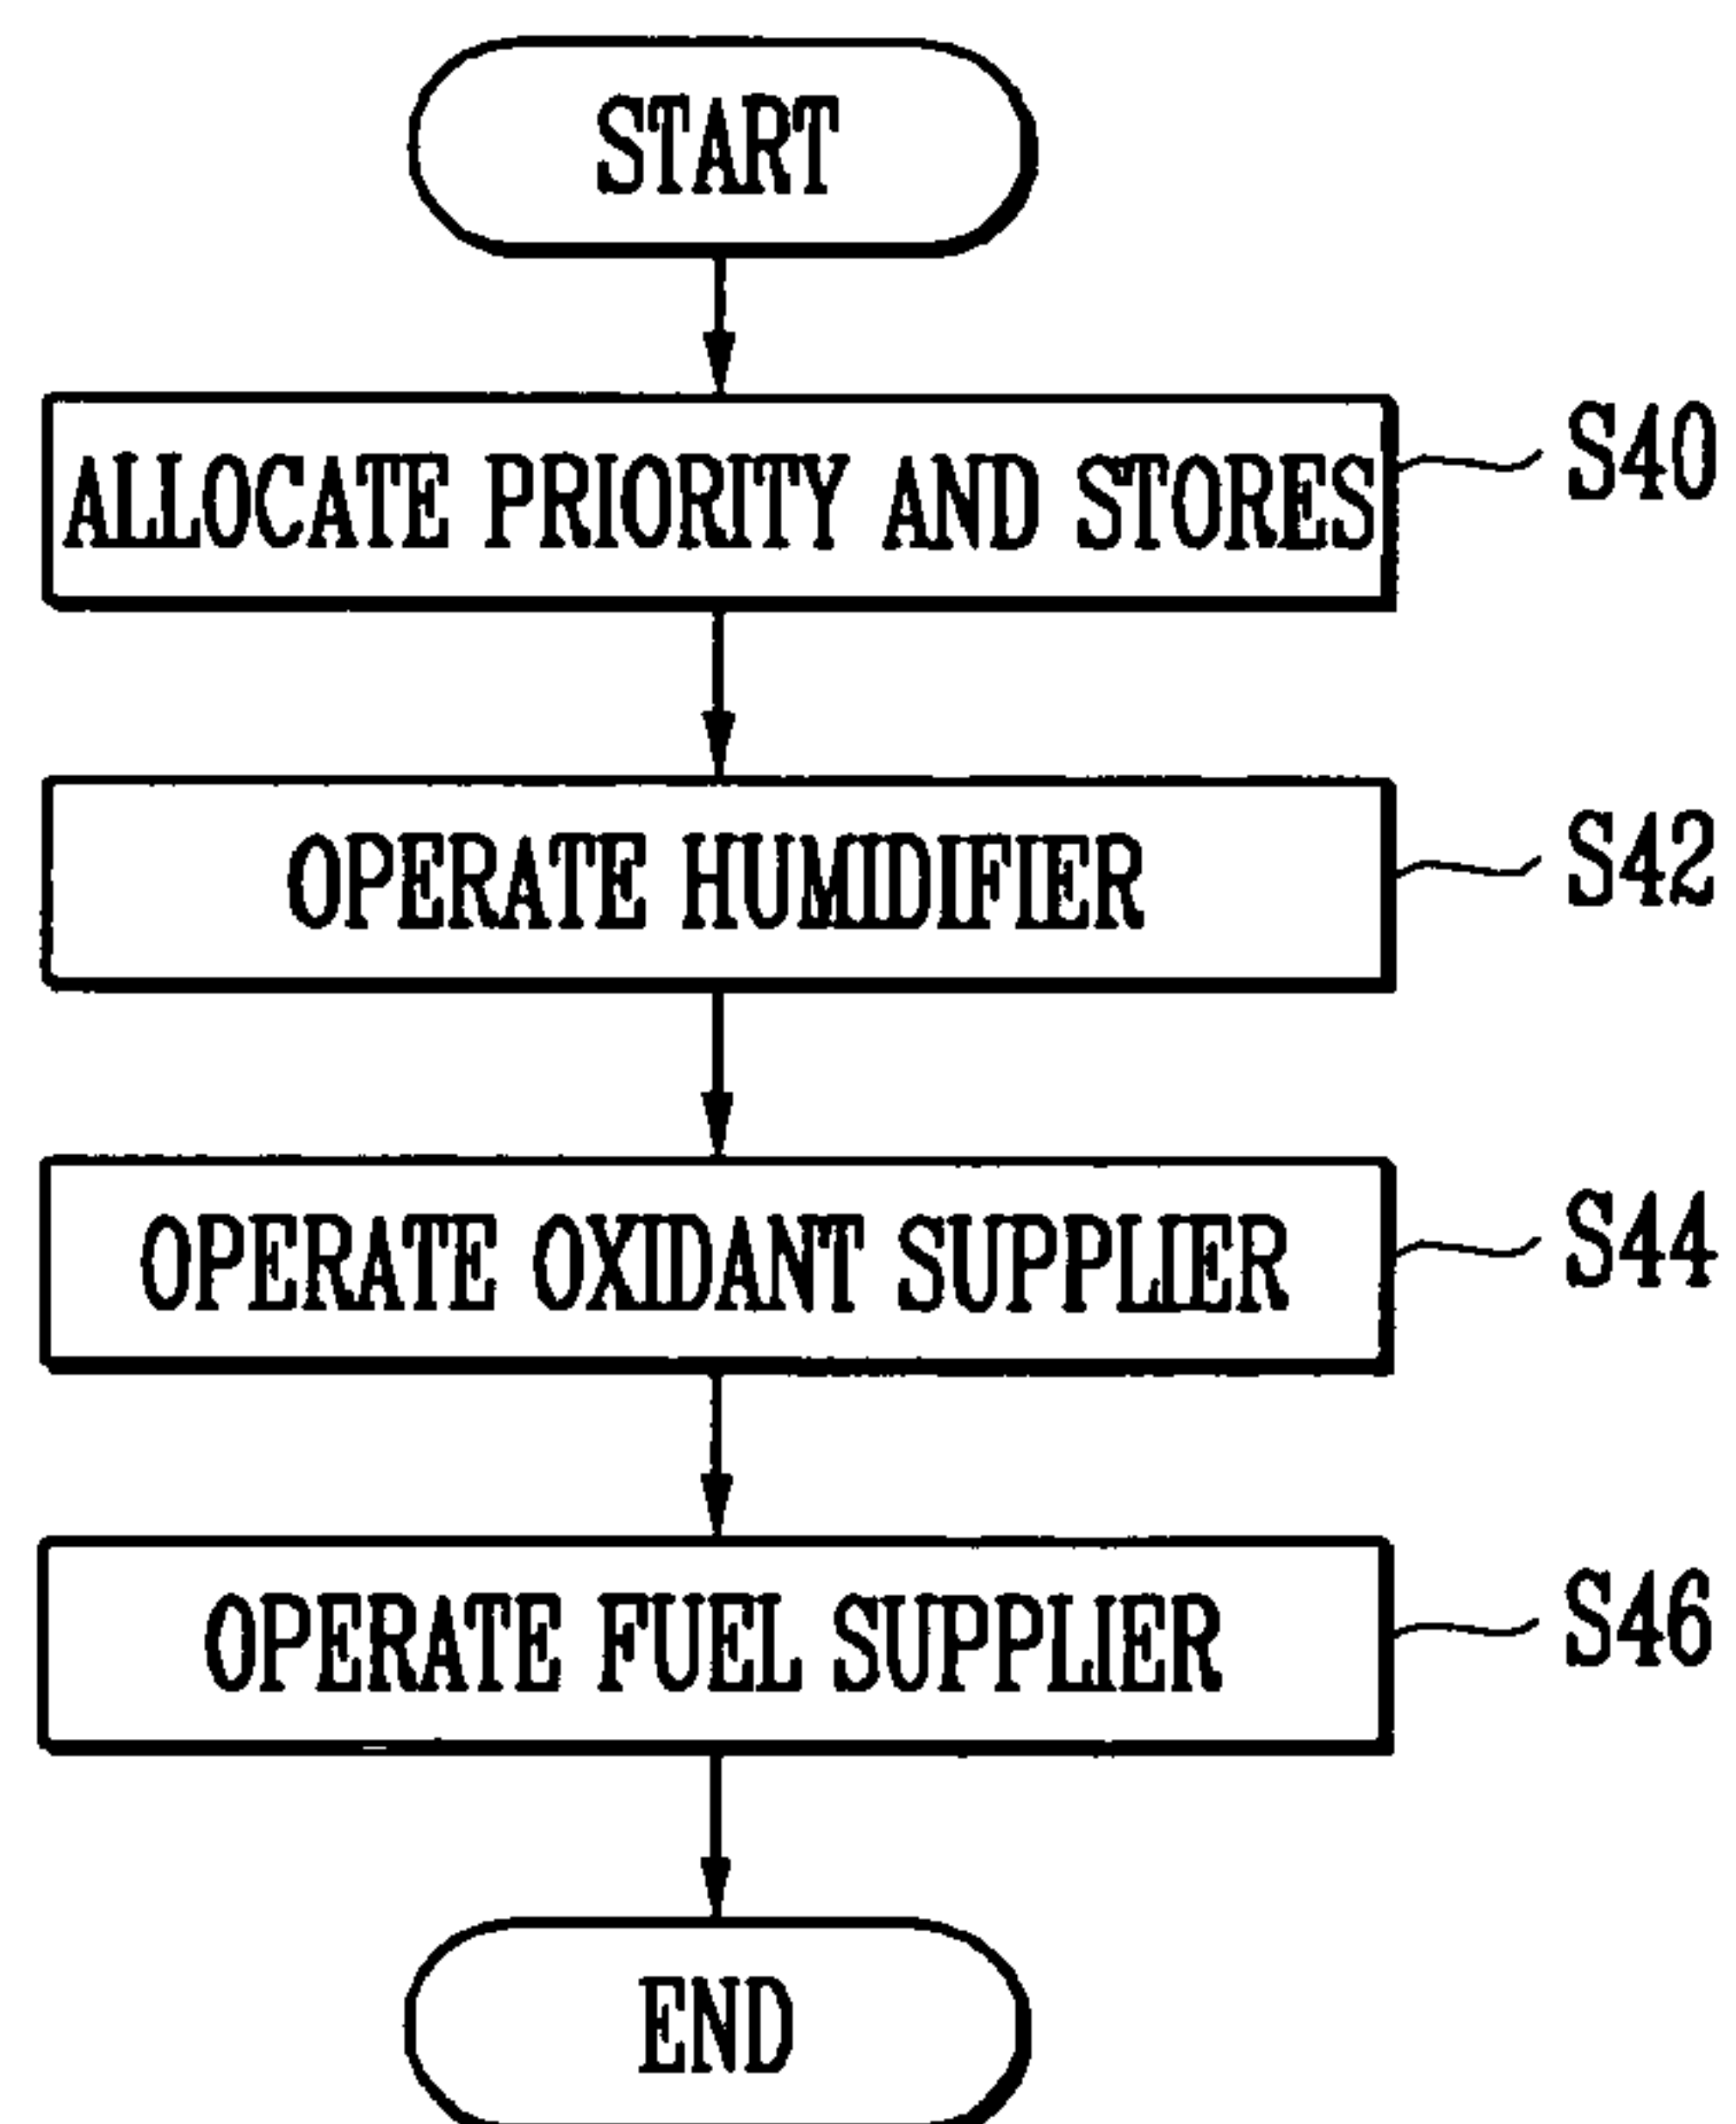 START
ALLOCATE PRIORITY AND STORES
S40
OPERATE HUMIDIFIER
S42
OPERATE OXIDANT SUPPLIER
S44
OPERATE FUEL SUPPLIER
S46
END